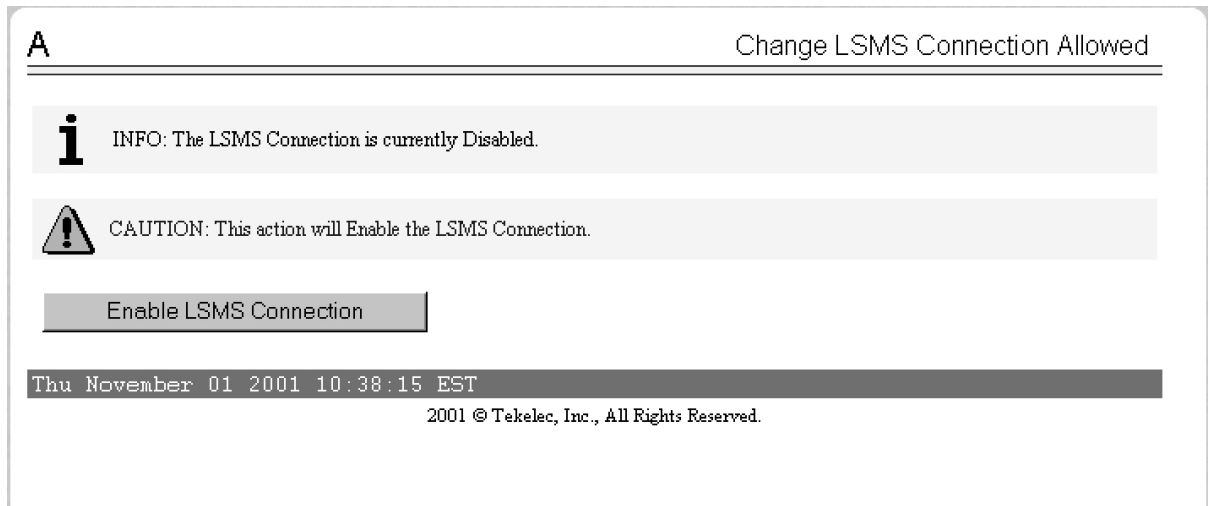 A
Change LSMS Connection Allowed
i
INFO: The LSMS Connection is currently Disabled.
CAUTION: This action will Enable the LSMS Connection.
Enable LSMS Connection
Thu November 01 2001 10:38:15 EST
2001 © Tekelec, Inc., All Rights Reserved.